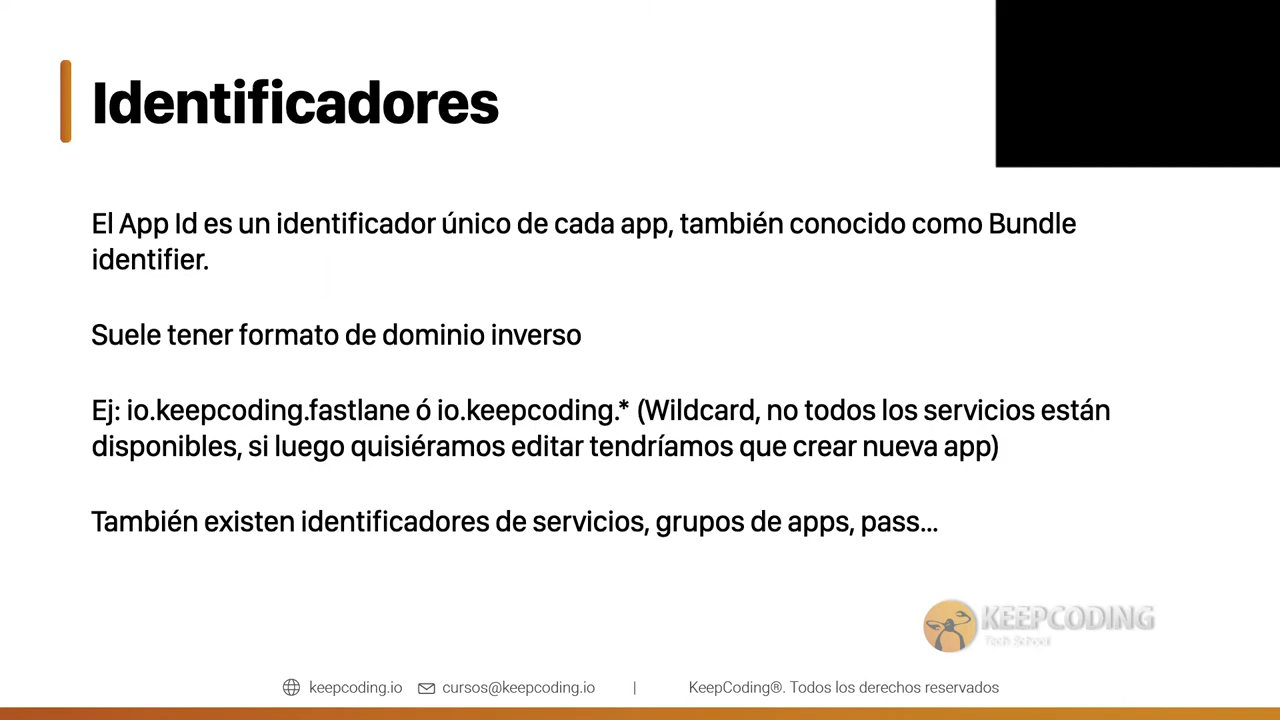 Identificadores
El App Id es un identificador único de cada app, también conocido como Bundle
identifier.
Suele tener formato de dominio inverso
Ej: io.keepcoding.fastlane ó io.keepcoding.* (Wildcard, no todos los servicios están
disponibles, si luego quisiéramos editar tendríamos que crear nueva app)
También existen identificadores de servicios, grupos de apps, pass...
KEEPCODING
Tech School
keepcoding.io cursos@keepcoding.io | KeepCoding®. Todos los derechos reservados